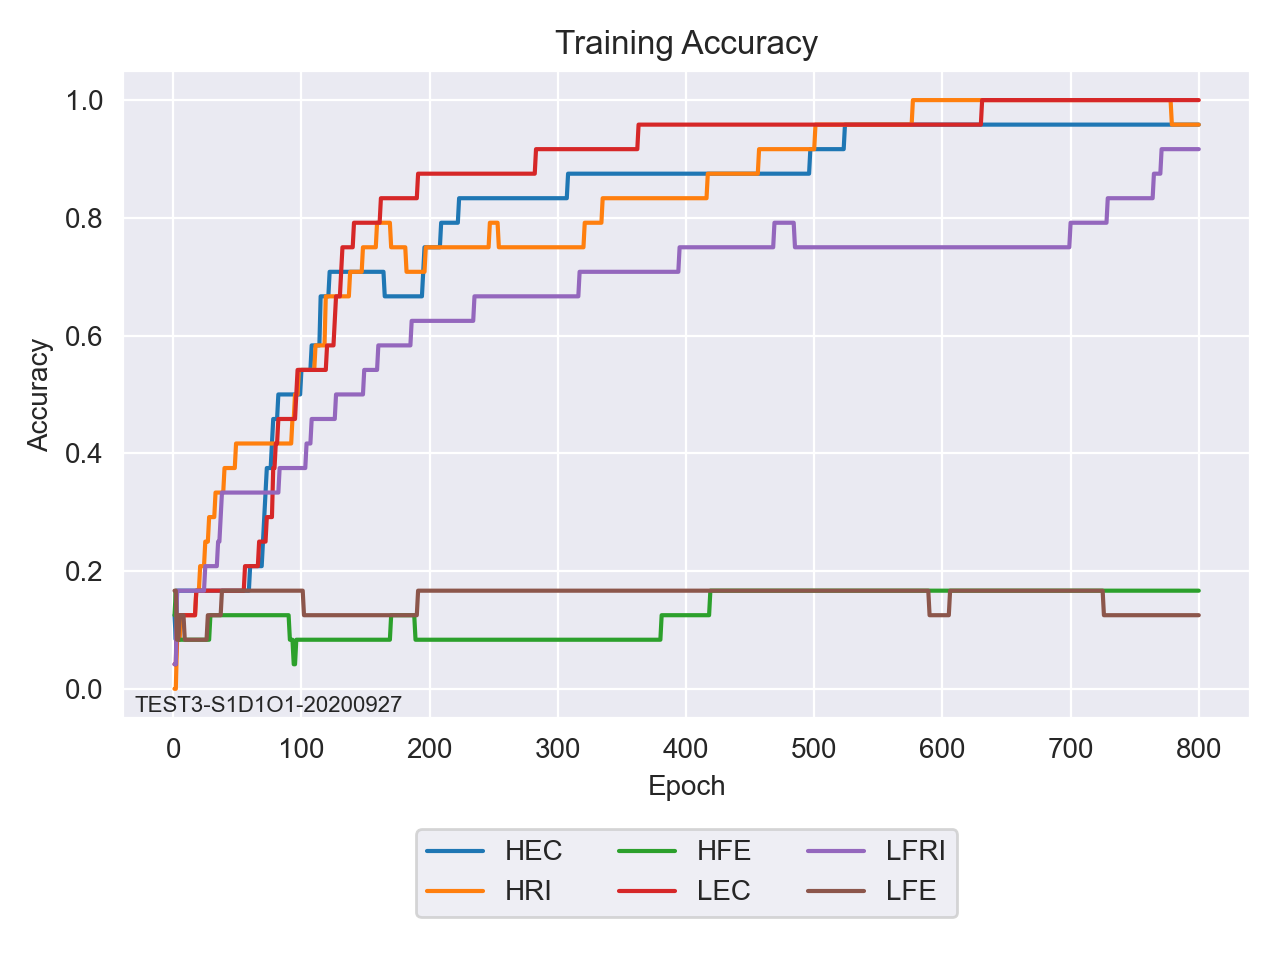 Training Accuracy
1.0
0.8
0.6
0.4
0.2
0.0
Accuracy
TEST3-S1D1O1-20200927
0 100 200 300 400 500 600 700 800
Epoch
HEC HFE LFRI
HRI LEC LFE